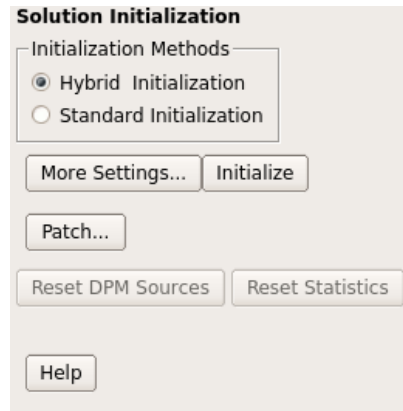 Solution Initialization
Initialization Methods
Hybrid Initialization
Standard Initialization
More Settings... Initialize
Patch...
Reset DPM Sources Reset Statistics
Help